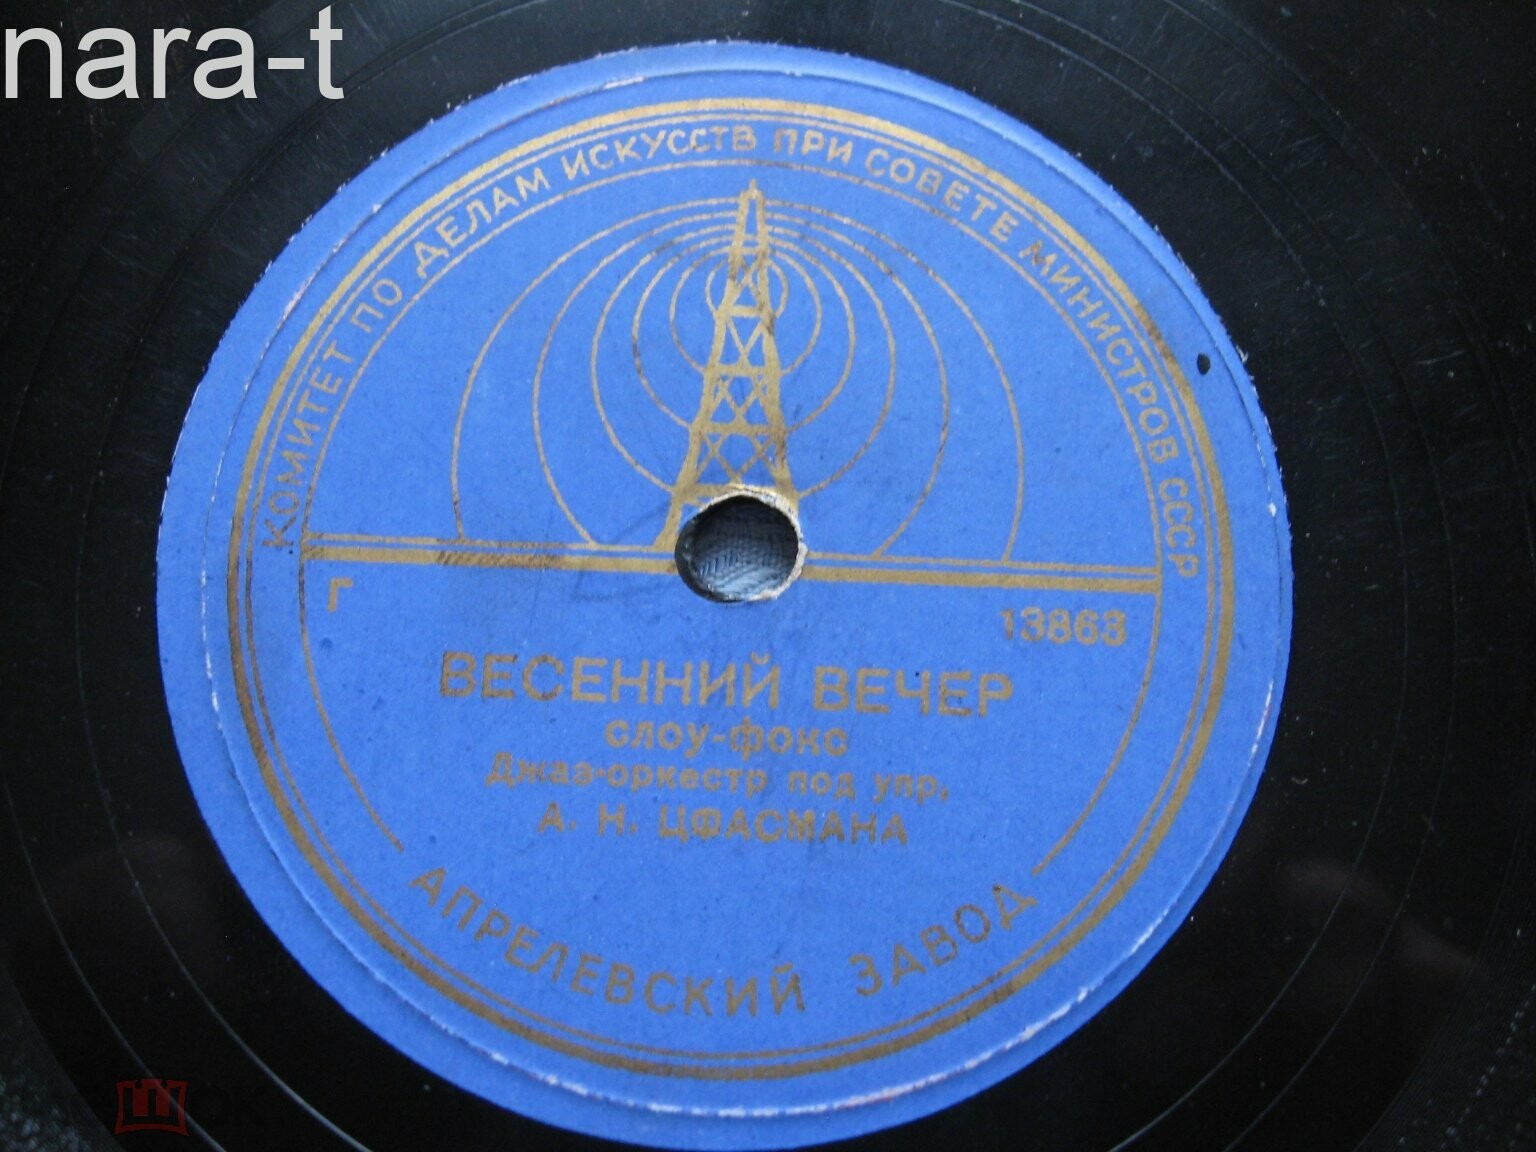 nara-t
КОМИТЕТ ПО ДЕЛАМ ИСКУССТВ ПРИ СОВЕТЕ МИНИСТРОВ СССР
Г 13863
ВЕСЕННИЙ ВЕЧЕР
слоу-фокс
Джаз-оркестр под упр.
А. Н. ЦФАСМАНА
АПРЕЛЕВСКИЙ ЗАВОД